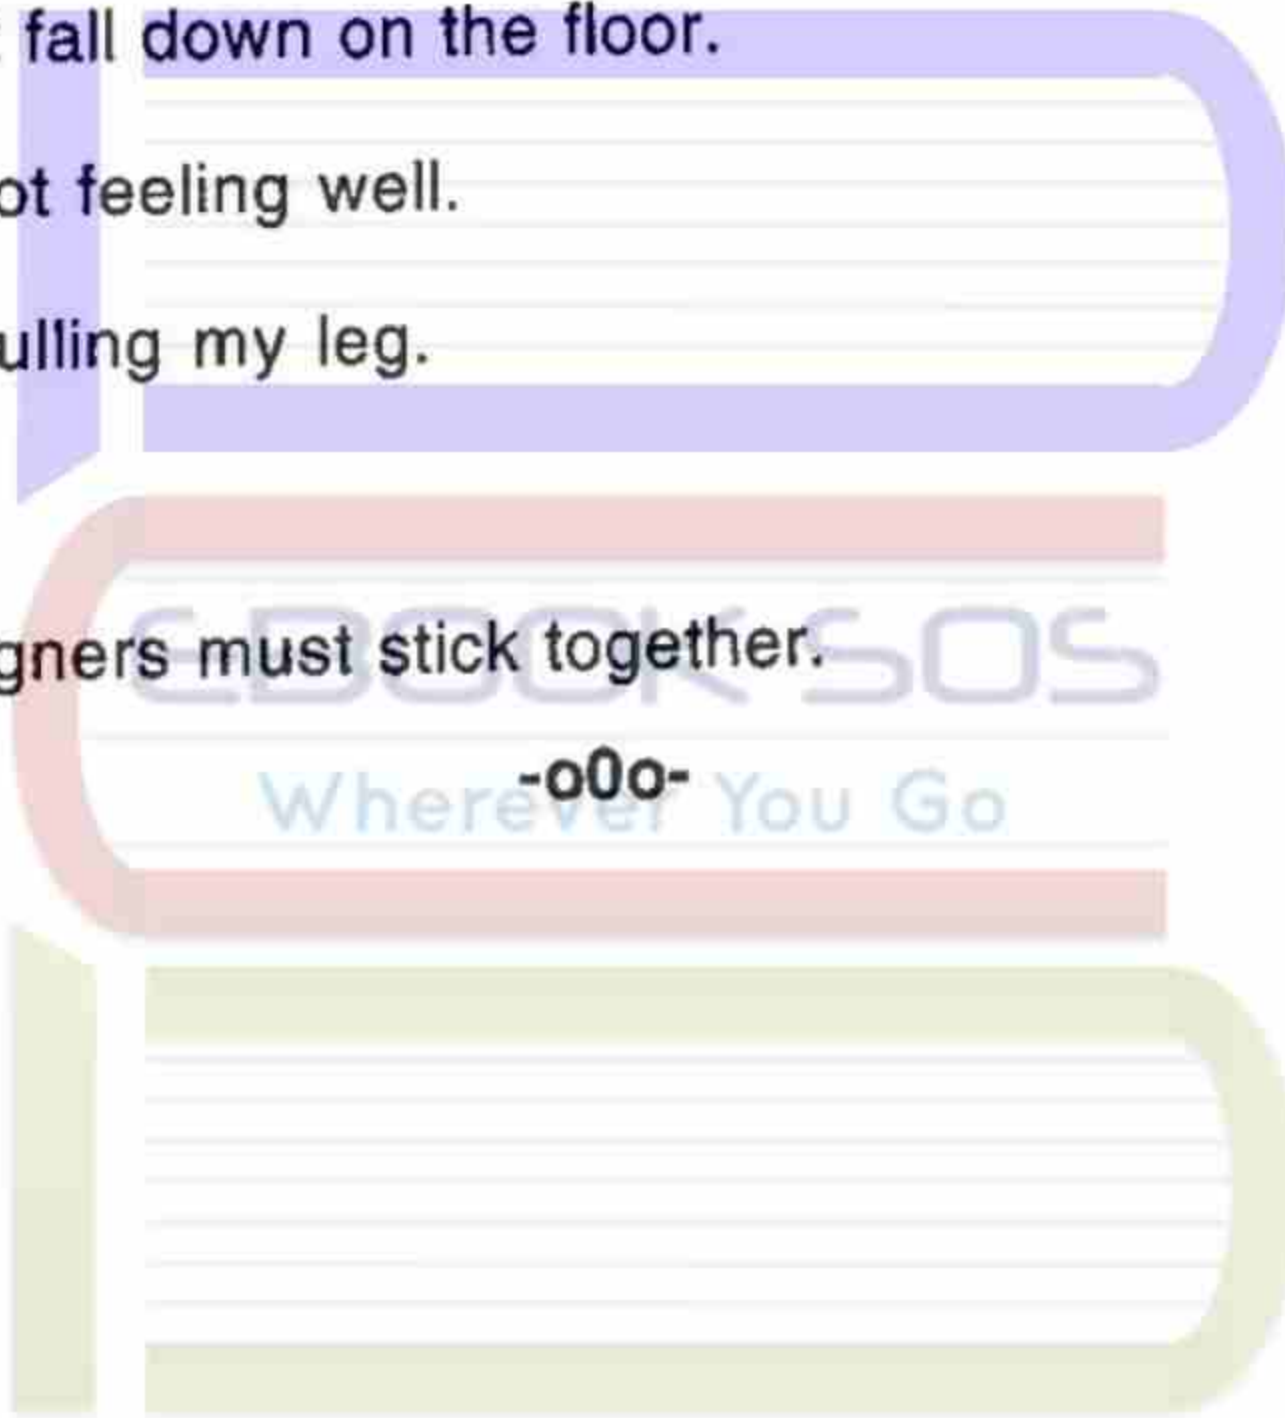 fall down on the floor.
ot feeling well.
ulling my leg.
gners must stick together.
EBOOK SOS
-o0o-
Wherever You Go